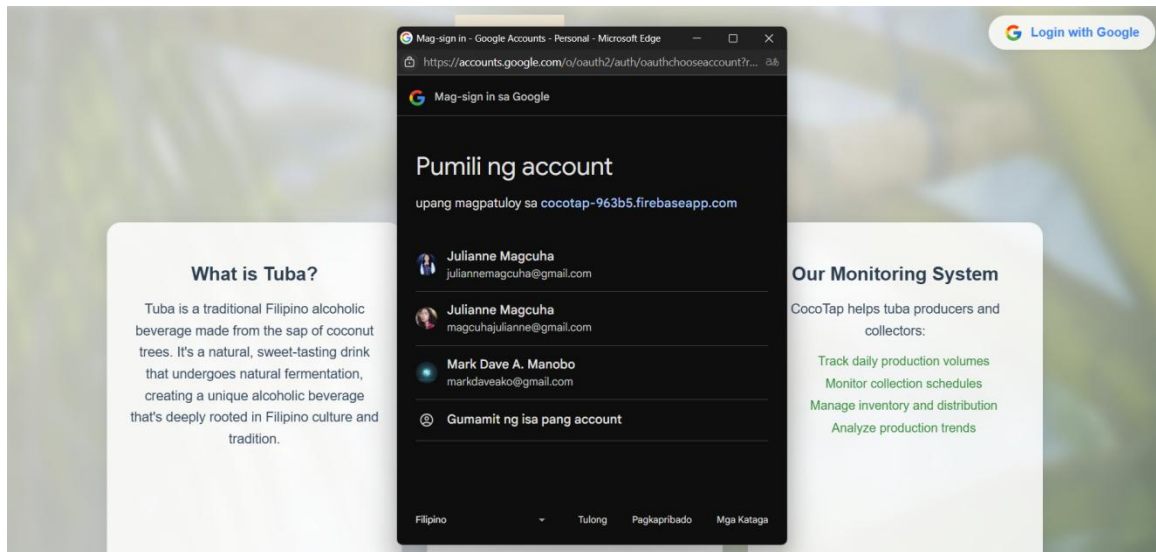 Login with Google
Mag-sign in - Google Accounts - Personal - Microsoft Edge
https://accounts.google.com/o/oauth2/auth/oauthchooseaccount?r...
Mag-sign in sa Google
Pumili ng account
upang magpatuloy sa cocotap-963b5.firebaseapp.com
Julianne Magcuha
juliannemagcuha@gmail.com
Julianne Magcuha
magcuhajulianne@gmail.com
Mark Dave A. Manobo
markdaveako@gmail.com
Gumamit ng isa pang account
Filipino
Tulong
Pagkapribado
Mga Kataga
What is Tuba?
Tuba is a traditional Filipino alcoholic
beverage made from the sap of coconut
trees. It's a natural, sweet-tasting drink
that undergoes natural fermentation,
creating a unique alcoholic beverage
that's deeply rooted in Filipino culture and
tradition.
Our Monitoring System
CocoTap helps tuba producers and
collectors:
Track daily production volumes
Monitor collection schedules
Manage inventory and distribution
Analyze production trends